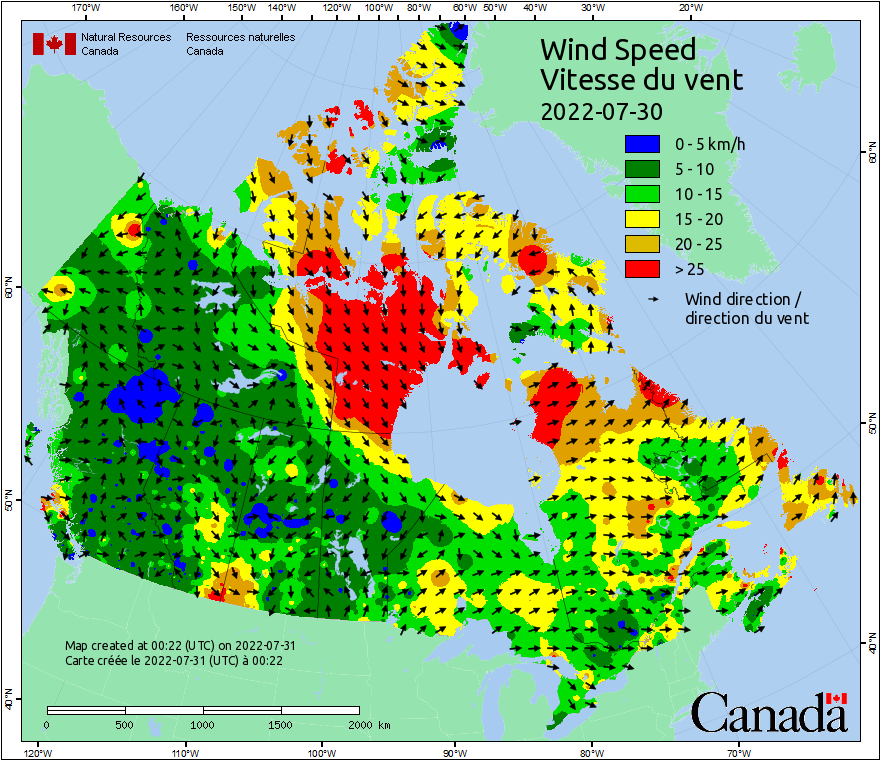 170°W 160°W 150°W 140°W 120°W 100°W 80°W 60°W 50°W 40°W 30°W 20°W
Natural Resources Ressources naturelles
Canada Canada
Wind Speed
Vitesse du vent
2022-07-30
0 - 5 km/h
5 - 10
10 - 15
15 - 20
20 - 25
> 25
Wind direction /
direction du vent
60°N
60°N
50°N
50°N
40°N
40°N
Map created at 00:22 (UTC) on 2022-07-31
Carte créée le 2022-07-31 (UTC) à 00:22
0 500 1000 1500 2000 km
Canada
120°W 110°W 100°W 90°W 80°W 70°W